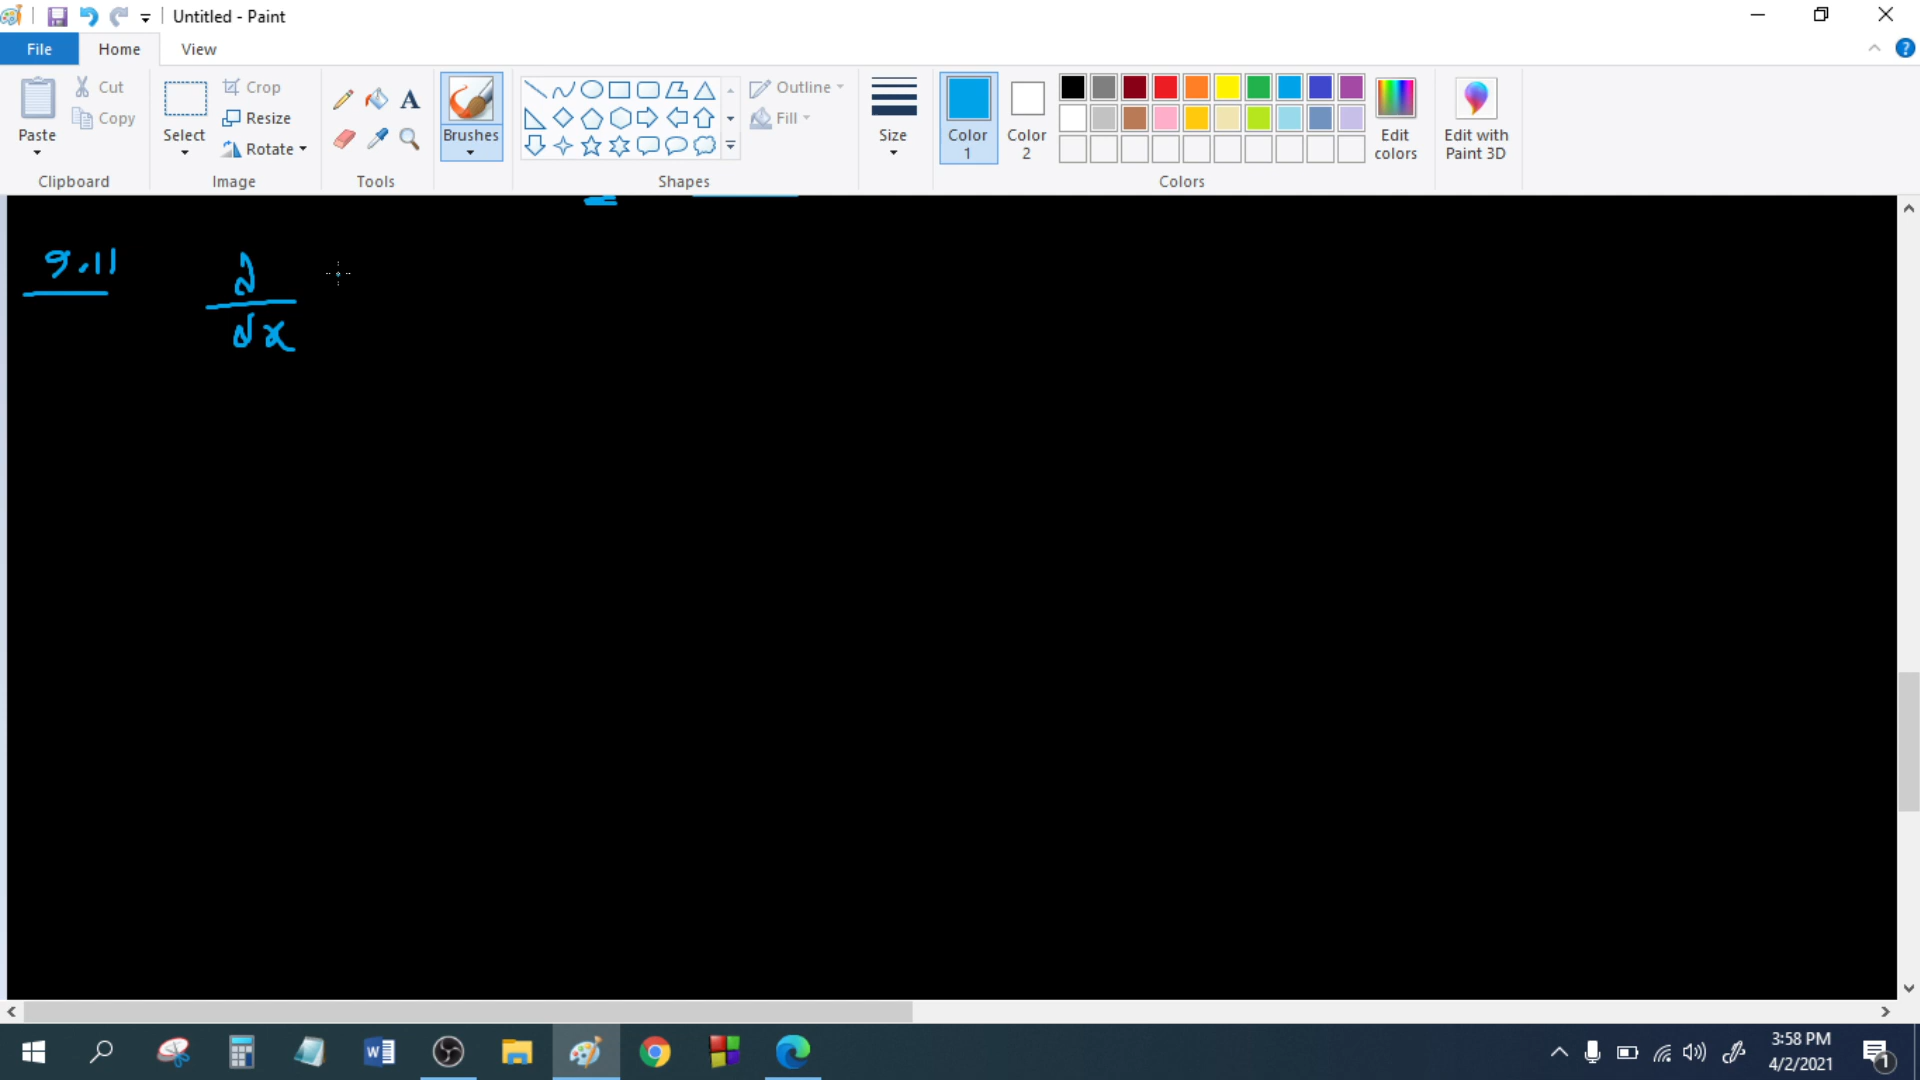 Untitled - Paint
File Home View
Paste Cut Copy Select Crop Resize Rotate Brushes Outline Fill Size Color 1 Color 2 Edit colors Edit with Paint 3D
Clipboard Image Tools Shapes Colors
9.11
d
dx
3:58 PM
4/2/2021
1